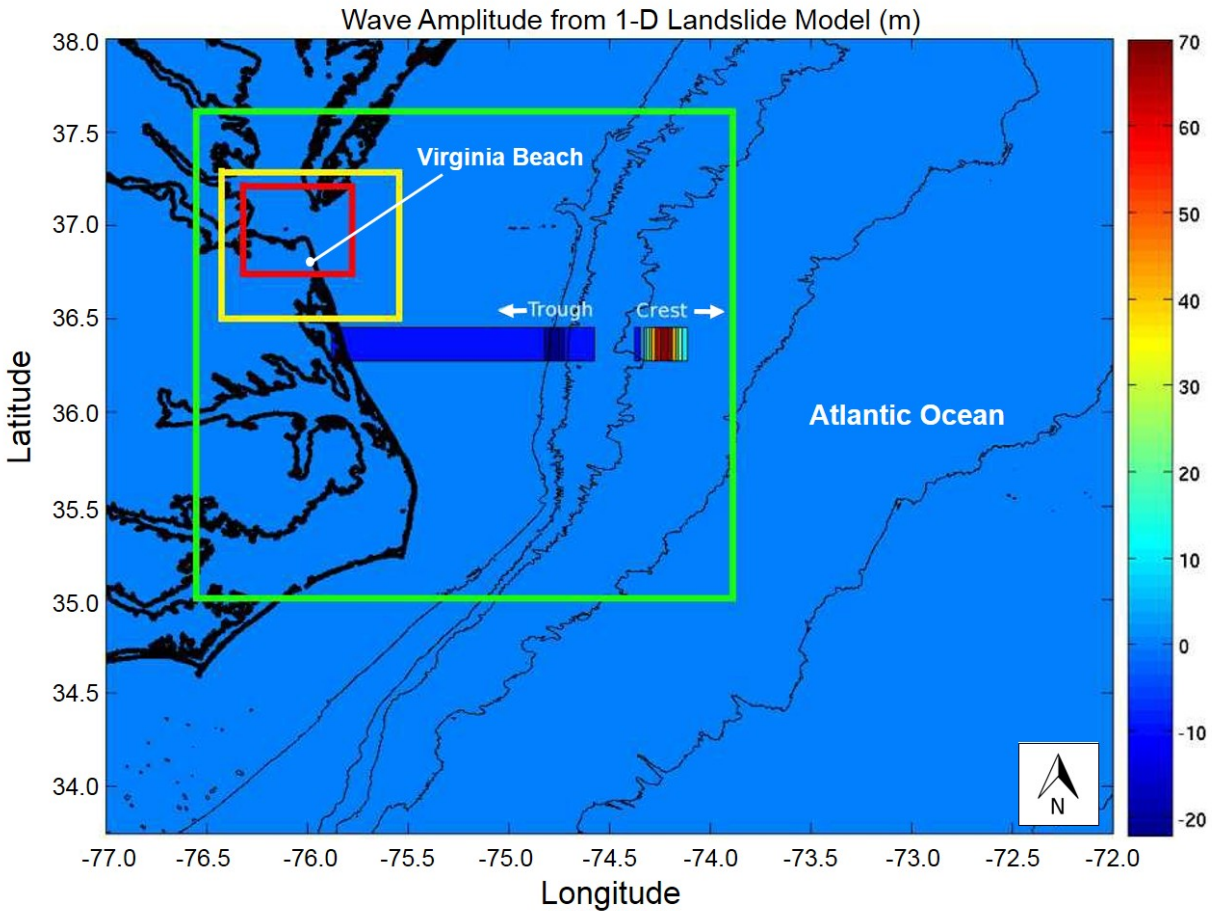 Wave Amplitude from 1-D Landslide Model (m)
38.0
37.5
37.0
36.5
36.0
35.5
35.0
34.5
34.0
Latitude
Virginia Beach
Trough
Crest
Atlantic Ocean
N
70
60
50
40
30
20
10
0
-10
-20
-77.0 -76.5 -76.0 -75.0 -75.0 -74.5 -74.0 -73.0 -73.0 -72.5 -72.0
Longitude